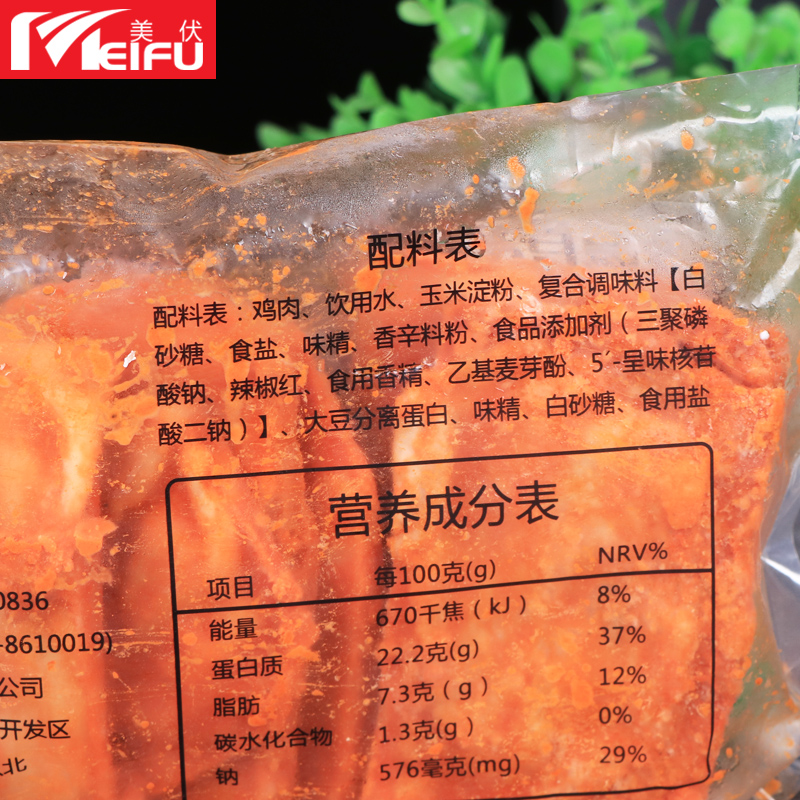 美伏
MEIFU
配料表
配料表：鸡肉、饮用水、玉米淀粉、复合调味料【白
砂糖、食盐、味精、香辛料粉、食品添加剂（三聚磷
酸钠、辣椒红、食用香精、乙基麦芽酚、5′-呈味核苷
酸二钠）】、大豆分离蛋白、味精、白砂糖、食用盐
营养成分表
项目 每100克(g) NRV%
能量 670千焦（kJ） 8%
蛋白质 22.2克(g) 37%
脂肪 7.3克（g） 12%
碳水化合物 1.3克(g) 0%
钠 576毫克(mg) 29%
0836
-8610019)
公司
开发区
北